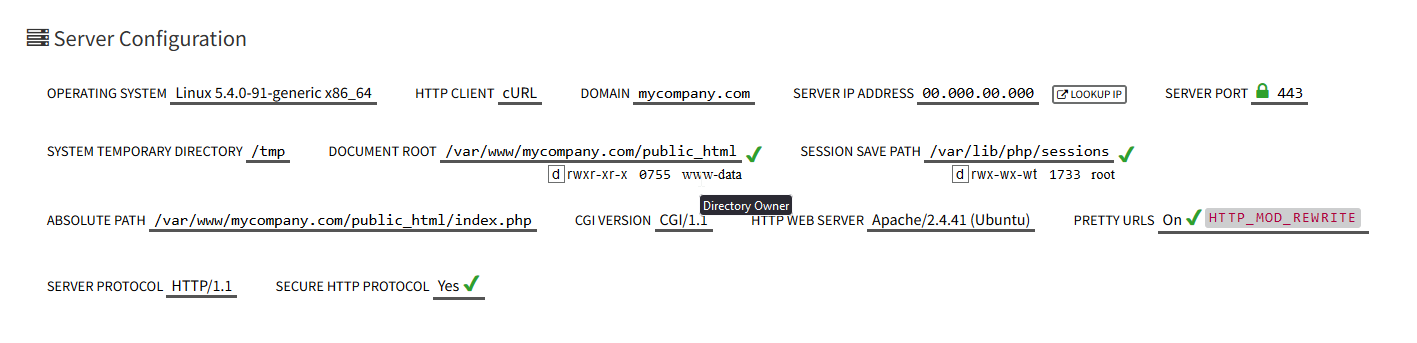 Server Configuration
OPERATING SYSTEM Linux 5.4.0-91-generic x86_64 HTTP CLIENT cURL DOMAIN mycompany.com SERVER IP ADDRESS 00.000.00.000 LOOKUP IP SERVER PORT 443
SYSTEM TEMPORARY DIRECTORY /tmp DOCUMENT ROOT /var/www/mycompany.com/public_html SESSION SAVE PATH /var/lib/php/sessions
d rwxr-xr-x 0755 www-data d rwx-wx-wt 1733 root
Directory Owner
ABSOLUTE PATH /var/www/mycompany.com/public_html/index.php CGI VERSION CGI/1.1 HTTP WEB SERVER Apache/2.4.41 (Ubuntu) PRETTY URLS On HTTP_MOD_REWRITE
SERVER PROTOCOL HTTP/1.1 SECURE HTTP PROTOCOL Yes